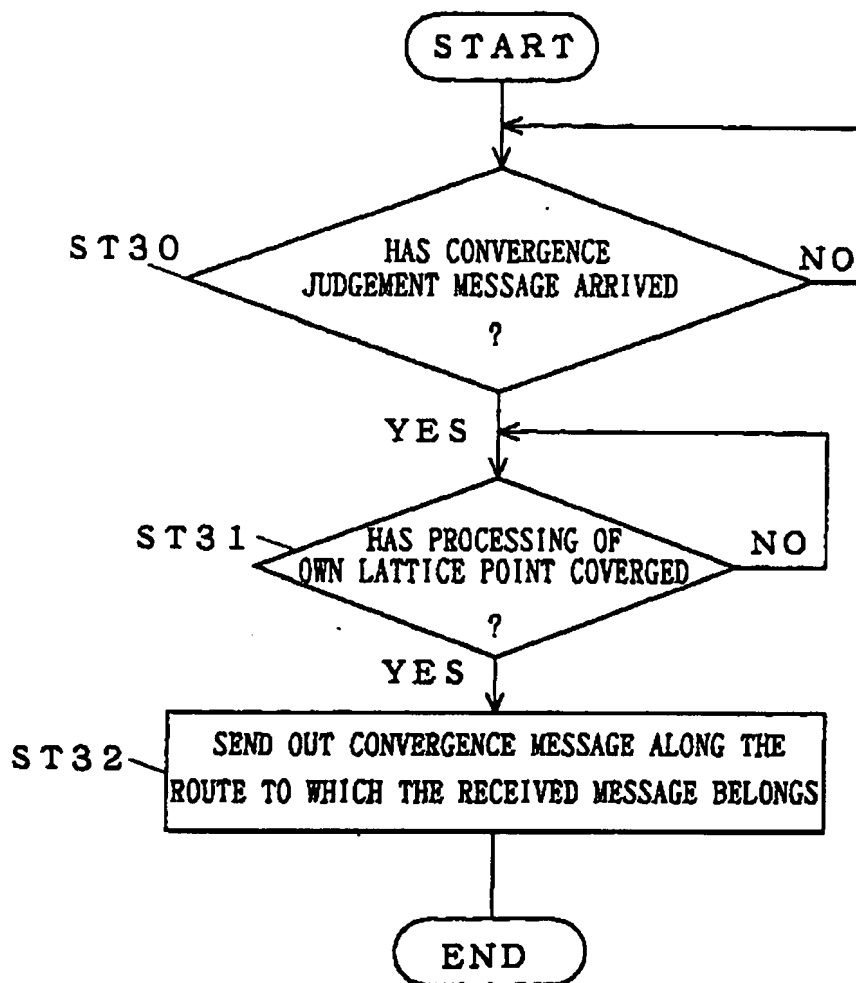 START
ST30
HAS CONVERGENCE
JUDGEMENT MESSAGE ARRIVED
?
NO
YES
ST31
HAS PROCESSING OF
OWN LATTICE POINT COVERGED
?
NO
YES
ST32
SEND OUT CONVERGENCE MESSAGE ALONG THE
ROUTE TO WHICH THE RECEIVED MESSAGE BELONGS
END